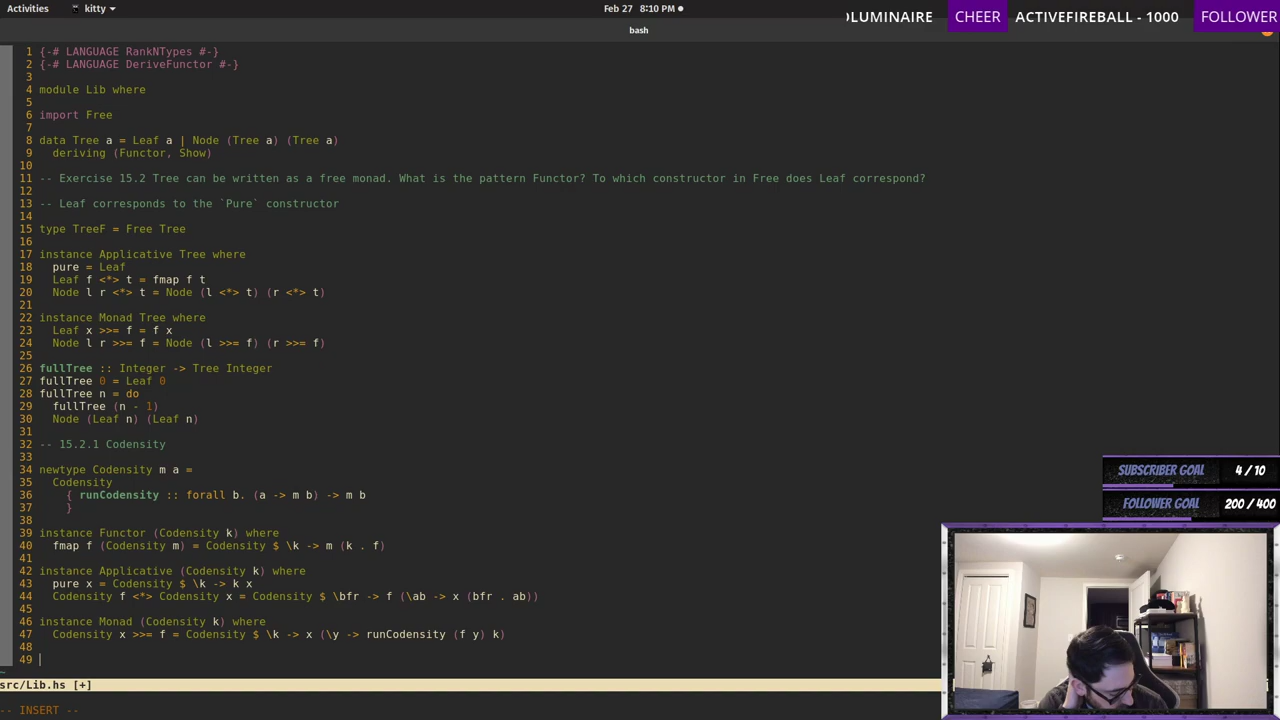 Activities kitty Feb 27 8:10 PM OLUMINAIRE CHEER ACTIVEFIREBALL - 1000 FOLLOWER
bash
1 {-# LANGUAGE RankNTypes #-}
2 {-# LANGUAGE DeriveFunctor #-}
3
4 module Lib where
5
6 import Free
7
8 data Tree a = Leaf a | Node (Tree a) (Tree a)
9 deriving (Functor, Show)
10
11 -- Exercise 15.2 Tree can be written as a free monad. What is the pattern Functor? To which constructor in Free does Leaf correspond?
12
13 -- Leaf corresponds to the `Pure` constructor
14
15 type TreeF = Free Tree
16
17 instance Applicative Tree where
18 pure = Leaf
19 Leaf f <*> t = fmap f t
20 Node l r <*> t = Node (l <*> t) (r <*> t)
21
22 instance Monad Tree where
23 Leaf x >>= f = f x
24 Node l r >>= f = Node (l >>= f) (r >>= f)
25
26 fullTree :: Integer -> Tree Integer
27 fullTree 0 = Leaf 0
28 fullTree n = do
29 fullTree (n - 1)
30 Node (Leaf n) (Leaf n)
31
32 -- 15.2.1 Codensity
33
34 newtype Codensity m a =
35 Codensity
36 { runCodensity :: forall b. (a -> m b) -> m b
37 }
38
39 instance Functor (Codensity k) where
40 fmap f (Codensity m) = Codensity $ \k -> m (k . f)
41
42 instance Applicative (Codensity k) where
43 pure x = Codensity $ \k -> k x
44 Codensity f <*> Codensity x = Codensity $ \bfr -> f (\ab -> x (bfr . ab))
45
46 instance Monad (Codensity k) where
47 Codensity x >>= f = Codensity $ \k -> x (\y -> runCodensity (f y) k)
48
49
~
src/Lib.hs [+]
-- INSERT --
SUBSCRIBER GOAL 4 / 10
FOLLOWER GOAL 200 / 400